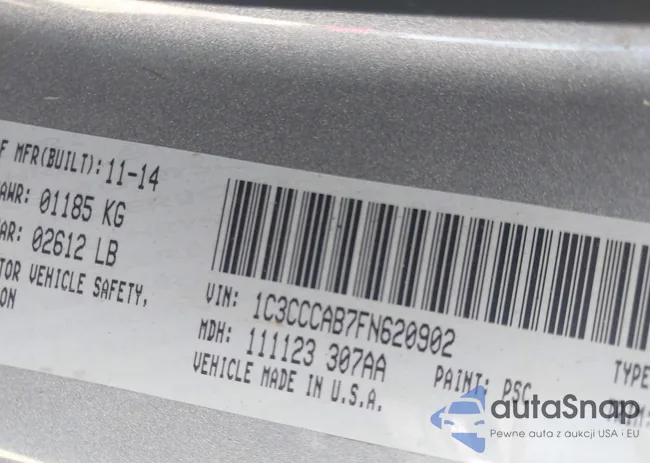 F MFR(BUILT): 11-14
AWR: 01185 KG
AR: 02612 LB
TOR VEHICLE SAFETY,
ON
VIN: 1C3CCCAB7FN620902
MDH: 111123 307AA
VEHICLE MADE IN U.S.A.
PAINT: PSC
TYPE
autaSnap
Pewne auta z aukcji USA i EU